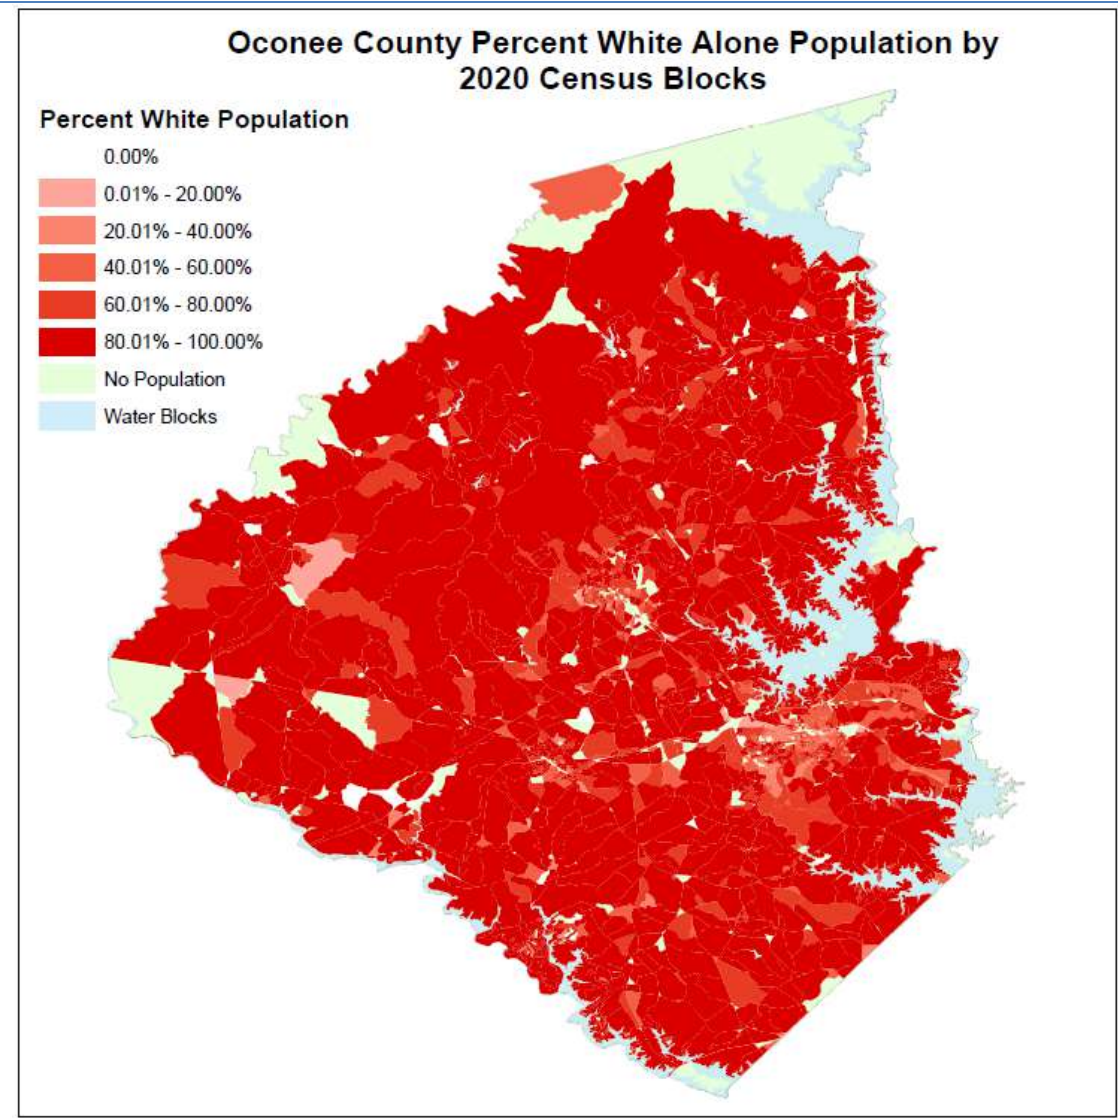 Oconee County Percent White Alone Population by
2020 Census Blocks
Percent White Population
0.00%
0.01% - 20.00%
20.01% - 40.00%
40.01% - 60.00%
60.01% - 80.00%
80.01% - 100.00%
No Population
Water Blocks